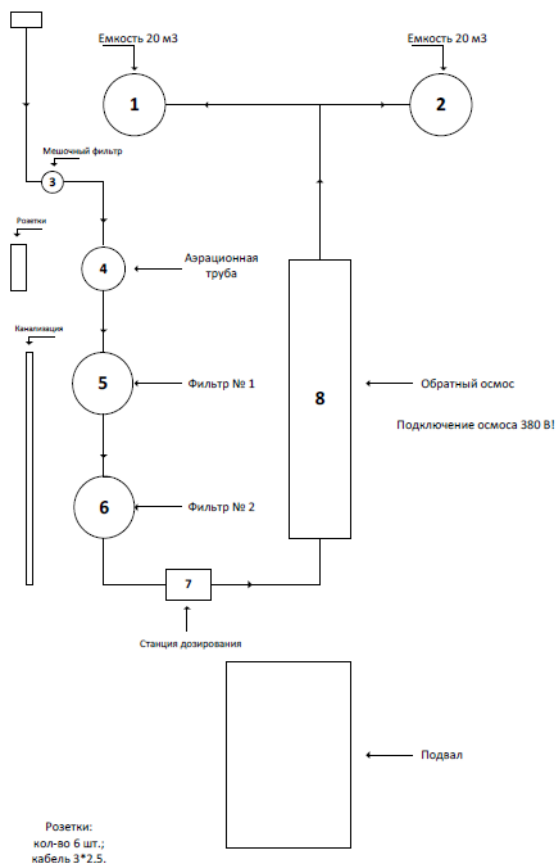 Емкость 20 м3
Емкость 20 м3
1
2
Мешочный фильтр
3
Розетки
4
Аэрационная
труба
Канализация
5
Фильтр № 1
8
Обратный осмос
Подключение осмоса 380 В!
6
Фильтр № 2
7
Станция дозирования
Подвал
Розетки:
кол-во 6 шт.;
кабель 3*2,5.